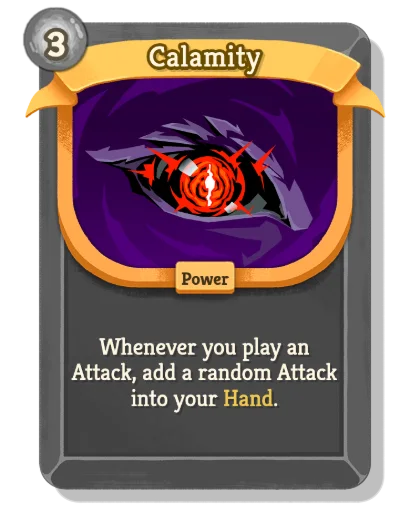 3
Calamity
Power
Whenever you play an
Attack, add a random Attack
into your Hand.